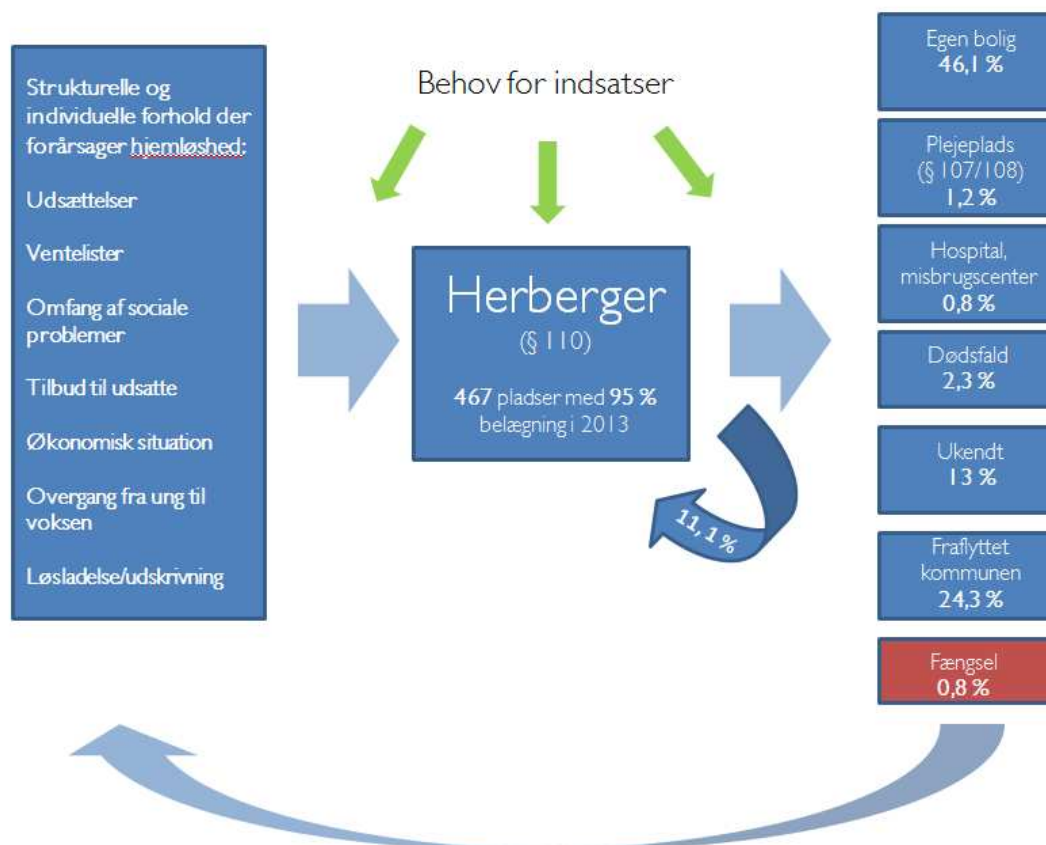 Strukturelle og
individuelle forhold der
forårsager hjemløshed:
Udsættelser
Ventelister
Omfang af sociale
problemer
Tilbud til udsatte
Økonomisk situation
Overgang fra ung til
voksen
Løsladelse/udskrivning
Behov for indsatser
Herberger
(§ 110)
467 pladser med 95 %
belægning i 2013
11,1 %
Egen bolig
46,1 %
Plejeplads
(§ 107/108)
1,2 %
Hospital,
misbrugscenter
0,8 %
Dødsfald
2,3 %
Ukendt
13 %
Fraflyttet
kommunen
24,3 %
Fængsel
0,8 %